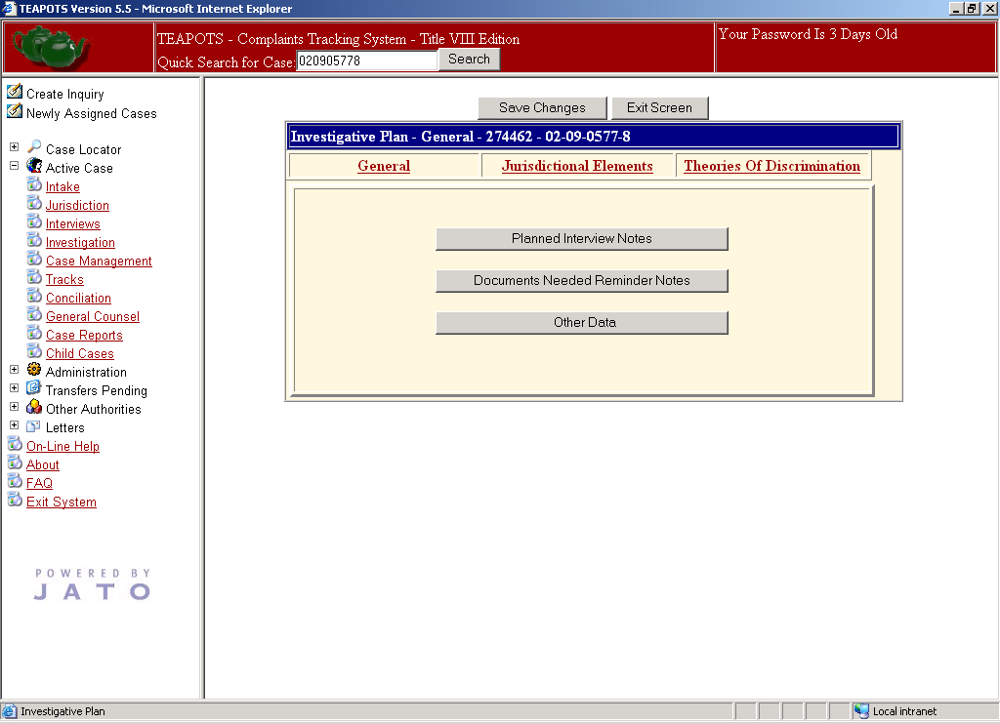 TEAPOTS Version 5.5 - Microsoft Internet Explorer
TEAPOTS - Complaints Tracking System - Title VIII Edition
Quick Search for Case: 020905778 Search
Your Password Is 3 Days Old
Create Inquiry
Newly Assigned Cases
Case Locator
Active Case
Intake
Jurisdiction
Interviews
Investigation
Case Management
Tracks
Conciliation
General Counsel
Case Reports
Child Cases
Administration
Transfers Pending
Other Authorities
Letters
On-Line Help
About
FAQ
Exit System
POWERED BY
JATO
Save Changes Exit Screen
Investigative Plan - General - 274462 - 02-09-0577-8
General Jurisdictional Elements Theories Of Discrimination
Planned Interview Notes
Documents Needed Reminder Notes
Other Data
Investigative Plan Local intranet